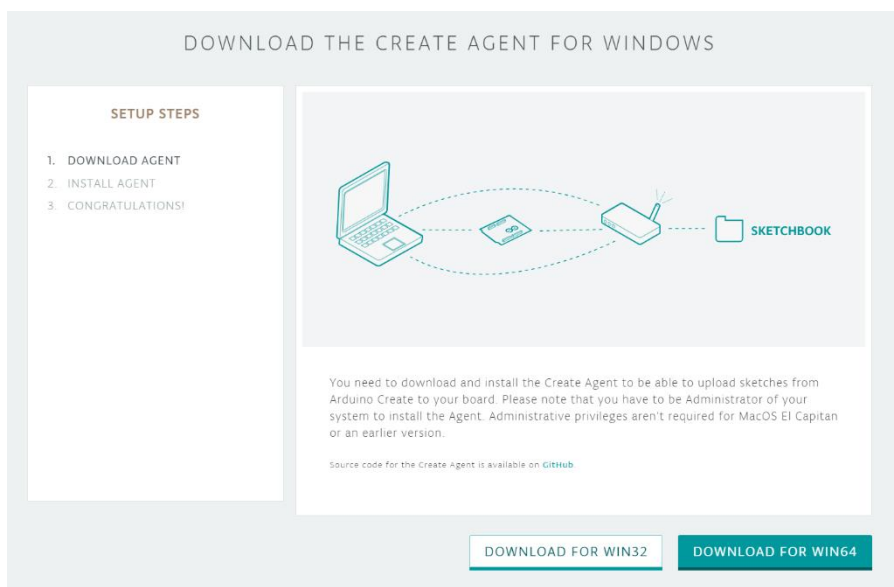 DOWNLOAD THE CREATE AGENT FOR WINDOWS
SETUP STEPS
1. DOWNLOAD AGENT
2. INSTALL AGENT
3. CONGRATULATIONS!
SKETCHBOOK
You need to download and install the Create Agent to be able to upload sketches from
Arduino Create to your board. Please note that you have to be Administrator of your
system to install the Agent. Administrative privileges aren't required for MacOS El Capitan
or an earlier version.
Source code for the Create Agent is available on GitHub
DOWNLOAD FOR WIN32
DOWNLOAD FOR WIN64